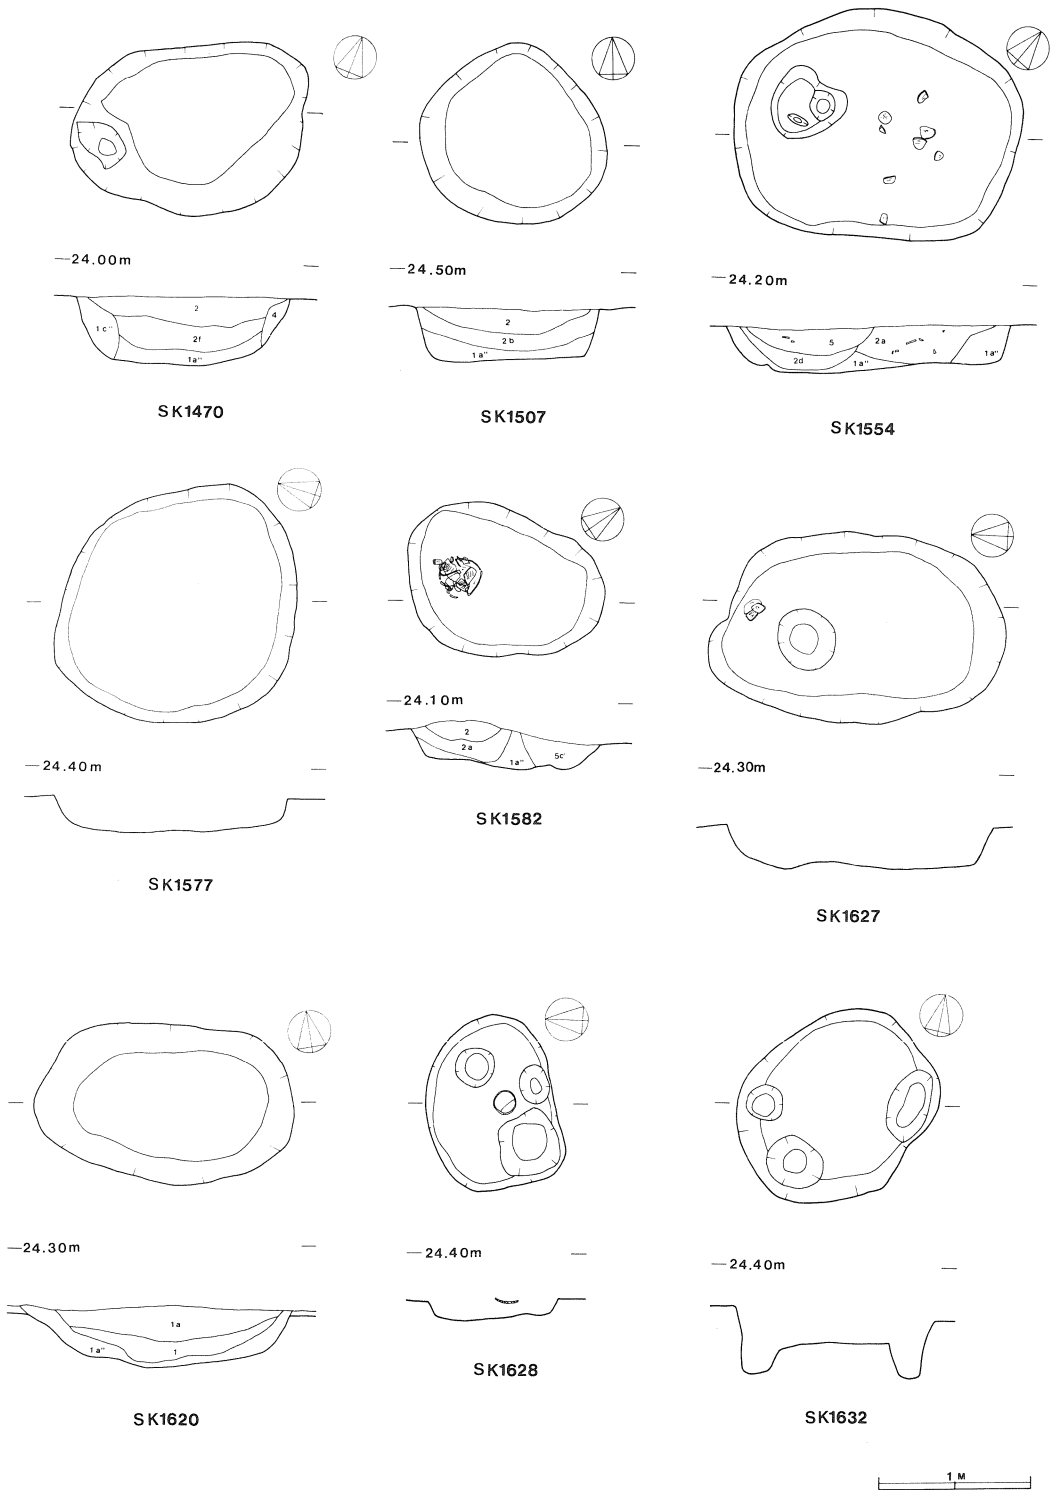 24.00m
2
1c''
4
2f
1a''
SK1470
24.50m
2
2b
1a''
SK1507
24.20m
5
2a
2d
1a''
1a''
SK1554
24.40m
SK1577
24.10m
2
2a
1a''
5c'
SK1582
24.30m
SK1627
24.30m
1a
1a''
1
SK1620
24.40m
SK1628
24.40m
SK1632
1 M